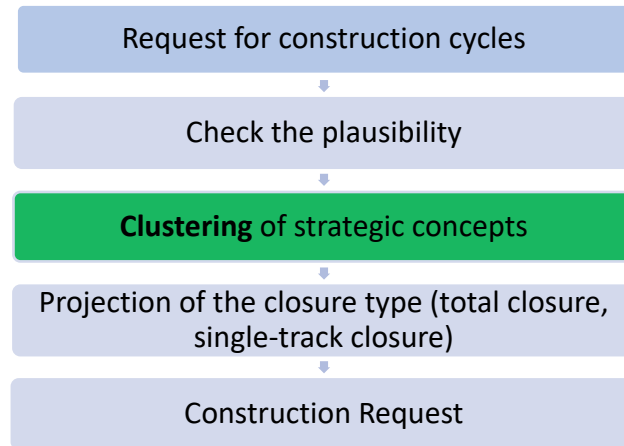 Request for construction cycles
Check the plausibility
Clustering of strategic concepts
Projection of the closure type (total closure,
single-track closure)
Construction Request